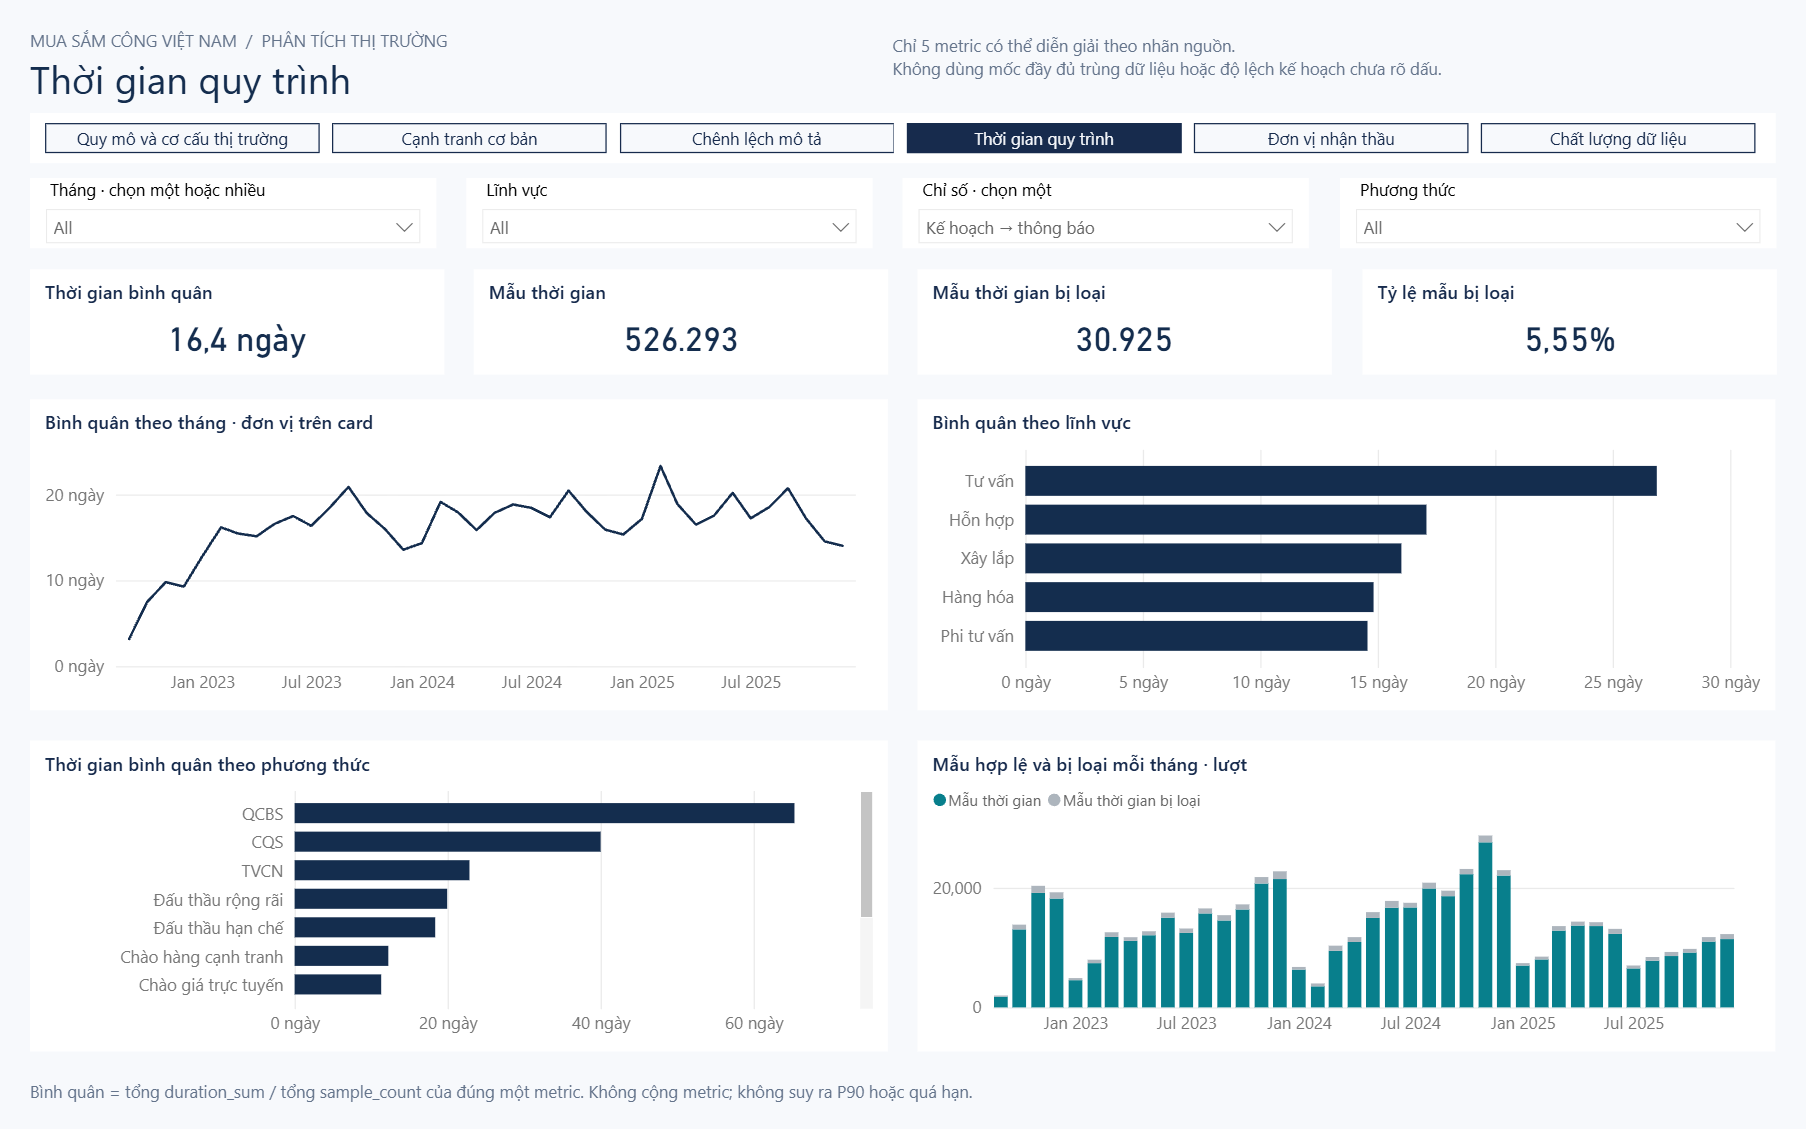 MUA SẮM CÔNG VIỆT NAM / PHÂN TÍCH THỊ TRƯỜNG
Thời gian quy trình
Chỉ 5 metric có thể diễn giải theo nhãn nguồn.
Không dùng mốc đầy đủ trùng dữ liệu hoặc độ lệch kế hoạch chưa rõ dấu.
Quy mô và cơ cấu thị trường
Cạnh tranh cơ bản
Chênh lệch mô tả
Thời gian quy trình
Đơn vị nhận thầu
Chất lượng dữ liệu
Tháng · chọn một hoặc nhiều
All
Lĩnh vực
All
Chỉ số · chọn một
Kế hoạch → thông báo
Phương thức
All
Thời gian bình quân
16,4 ngày
Mẫu thời gian
526.293
Mẫu thời gian bị loại
30.925
Tỷ lệ mẫu bị loại
5,55%
Bình quân theo tháng · đơn vị trên card
20 ngày
10 ngày
0 ngày
Jan 2023
Jul 2023
Jan 2024
Jul 2024
Jan 2025
Jul 2025
Bình quân theo lĩnh vực
Tư vấn
Hỗn hợp
Xây lắp
Hàng hóa
Phi tư vấn
0 ngày
5 ngày
10 ngày
15 ngày
20 ngày
25 ngày
30 ngày
Thời gian bình quân theo phương thức
QCBS
CQS
TVCN
Đấu thầu rộng rãi
Đấu thầu hạn chế
Chào hàng cạnh tranh
Chào giá trực tuyến
0 ngày
20 ngày
40 ngày
60 ngày
Mẫu hợp lệ và bị loại mỗi tháng · lượt
Mẫu thời gian
Mẫu thời gian bị loại
20,000
0
Jan 2023
Jul 2023
Jan 2024
Jul 2024
Jan 2025
Jul 2025
Bình quân = tổng duration_sum / tổng sample_count của đúng một metric. Không cộng metric; không suy ra P90 hoặc quá hạn.